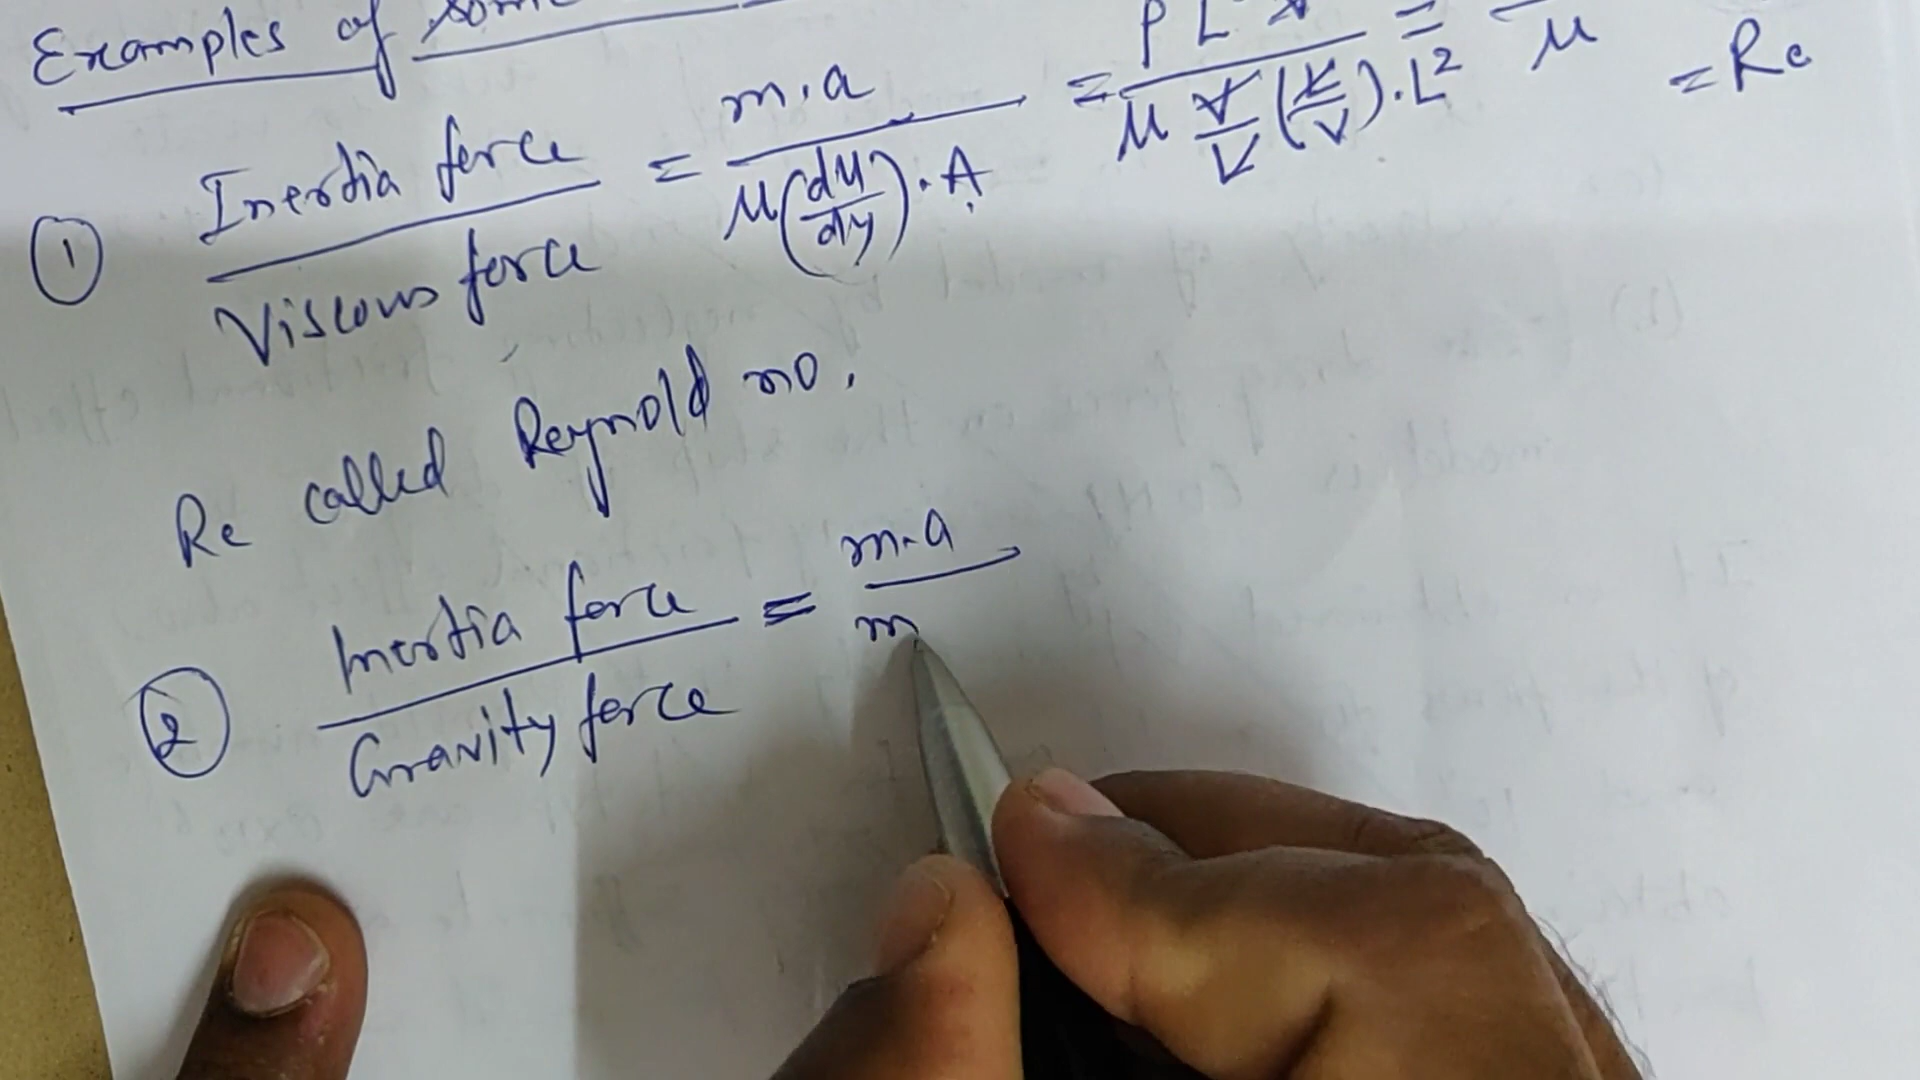 Examples of some
① Inertia force / Viscous force = m.a / μ(du/dy).A = / μ V/L (L/V).L² = / μ = Re
Re called Reynold no.
② Inertia force / Gravity force = m.a / m